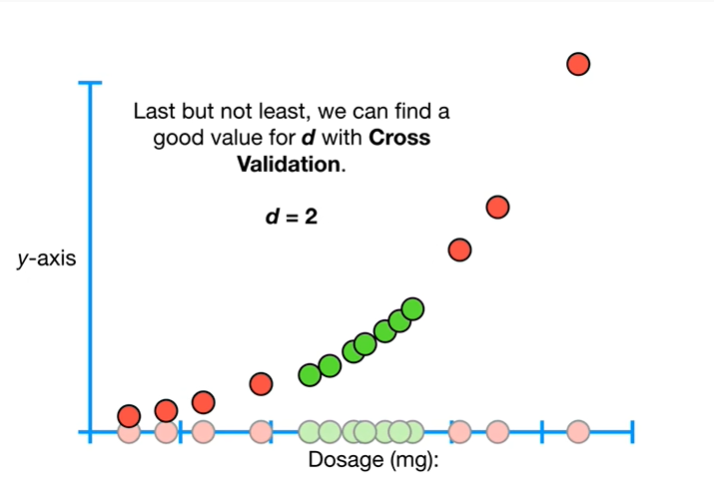 Last but not least, we can find a
good value for d with Cross
Validation.
d = 2
y-axis
Dosage (mg):